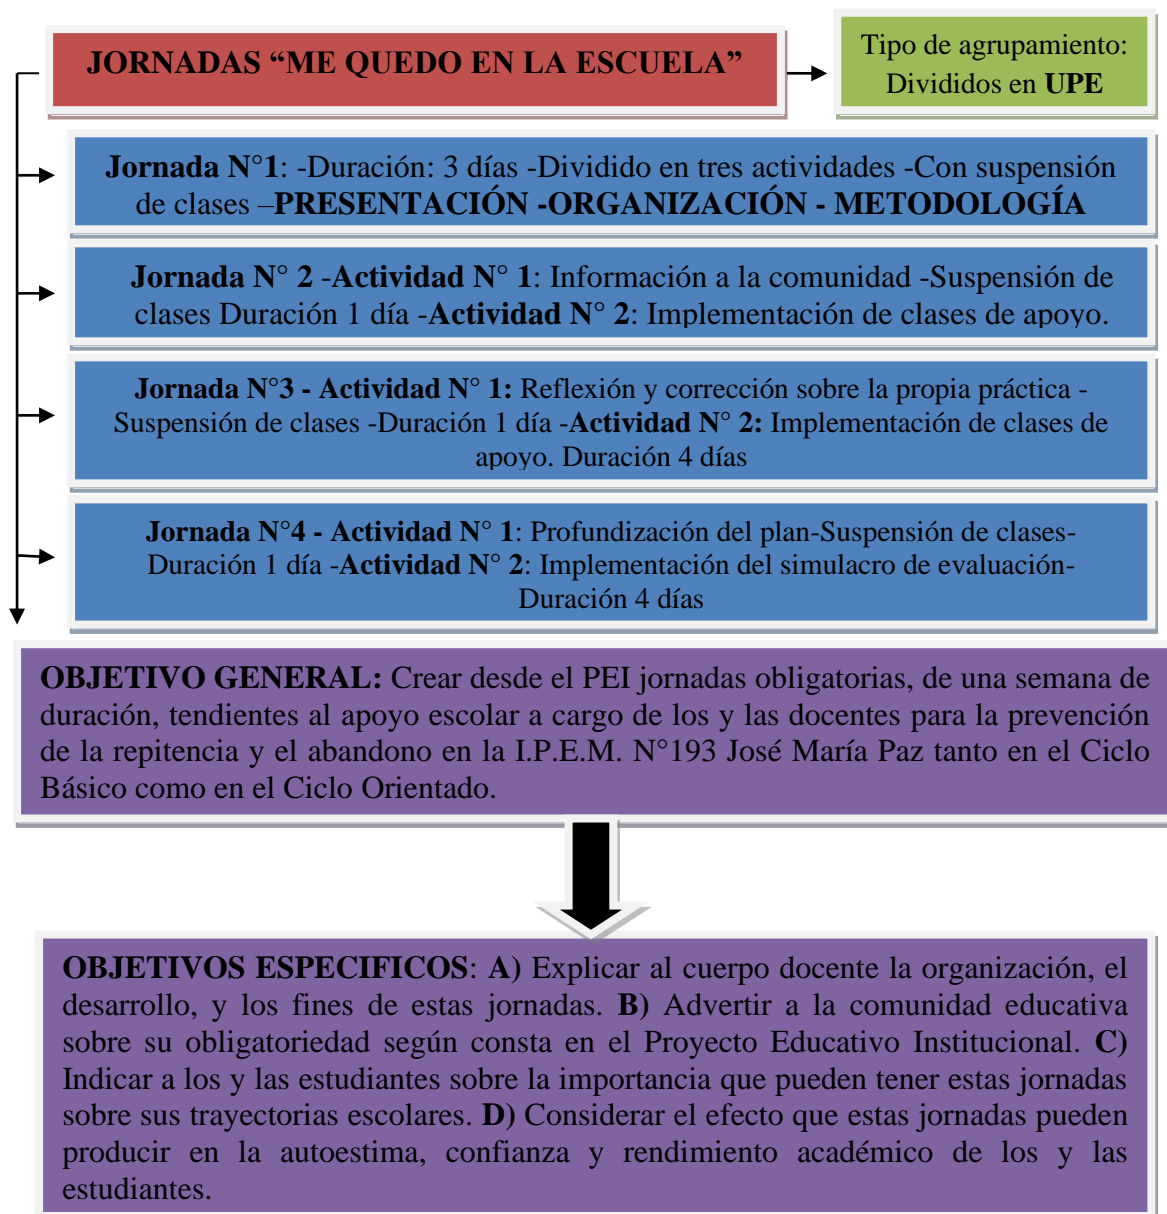 JORNADAS “ME QUEDO EN LA ESCUELA”
Tipo de agrupamiento:
Divididos en UPE
Jornada N°1: -Duración: 3 días -Dividido en tres actividades -Con suspensión
de clases –PRESENTACIÓN -ORGANIZACIÓN - METODOLOGÍA
Jornada N° 2 -Actividad N° 1: Información a la comunidad -Suspensión de
clases Duración 1 día -Actividad N° 2: Implementación de clases de apoyo.
Jornada N°3 - Actividad N° 1: Reflexión y corrección sobre la propia práctica -
Suspensión de clases -Duración 1 día -Actividad N° 2: Implementación de clases de
apoyo. Duración 4 días
Jornada N°4 - Actividad N° 1: Profundización del plan-Suspensión de clases-
Duración 1 día -Actividad N° 2: Implementación del simulacro de evaluación-
Duración 4 días
OBJETIVO GENERAL: Crear desde el PEI jornadas obligatorias, de una semana de
duración, tendientes al apoyo escolar a cargo de los y las docentes para la prevención
de la repitencia y el abandono en la I.P.E.M. N°193 José María Paz tanto en el Ciclo
Básico como en el Ciclo Orientado.
OBJETIVOS ESPECIFICOS: A) Explicar al cuerpo docente la organización, el
desarrollo, y los fines de estas jornadas. B) Advertir a la comunidad educativa
sobre su obligatoriedad según consta en el Proyecto Educativo Institucional. C)
Indicar a los y las estudiantes sobre la importancia que pueden tener estas jornadas
sobre sus trayectorias escolares. D) Considerar el efecto que estas jornadas pueden
producir en la autoestima, confianza y rendimiento académico de los y las
estudiantes.